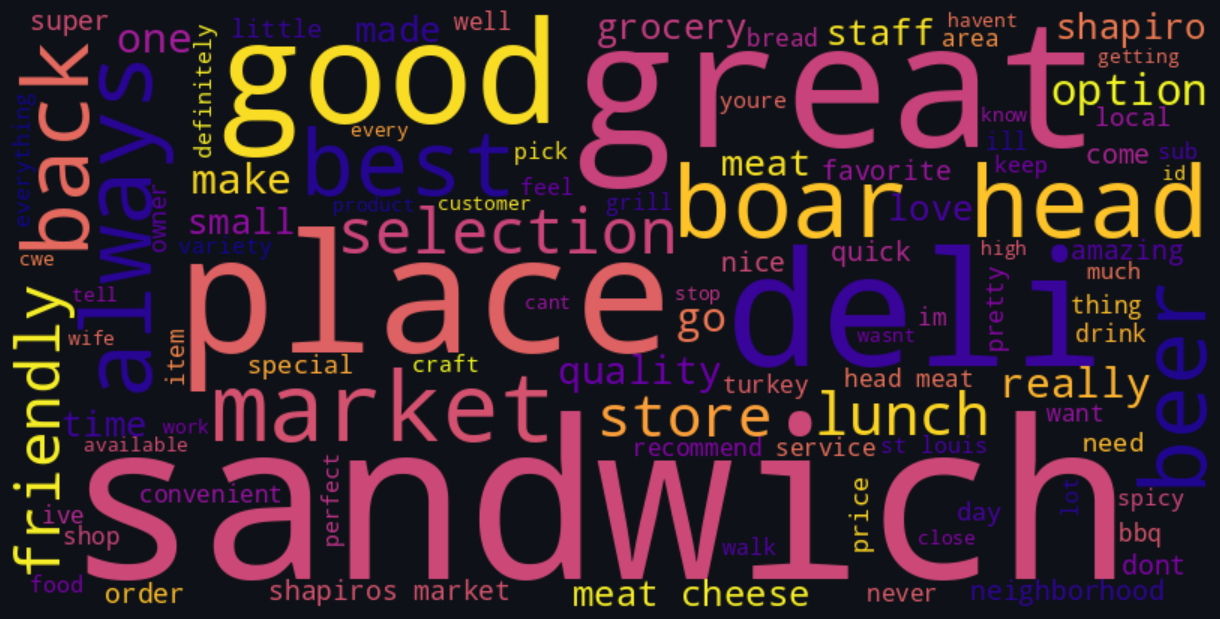 super
one
little
made
well
grocery
bread
staff
havent
area
shapiro
getting
back
always
definitely
good
great
youre
option
know
local
everything
every
best
pick
ill
come
sub
make
meat
favorite
keep
id
owner
product
customer
feel
grill
boar head
love
small
selection
variety
cwe
place
nice
quick
high
amazing
tell
cant
stop
go
deli
im
wasnt
pretty
much
thing
drink
wife
item
special
craft
friendly
quality
turkey
head meat
really
beer
market
store
lunch
want
time
work
available
recommend
service
st louis
need
sandwich
convenient
perfect
price
lot
spicy
ive
shop
day
close
walk
bbq
dont
food
order
shapiros market
meat cheese
never
neighborhood